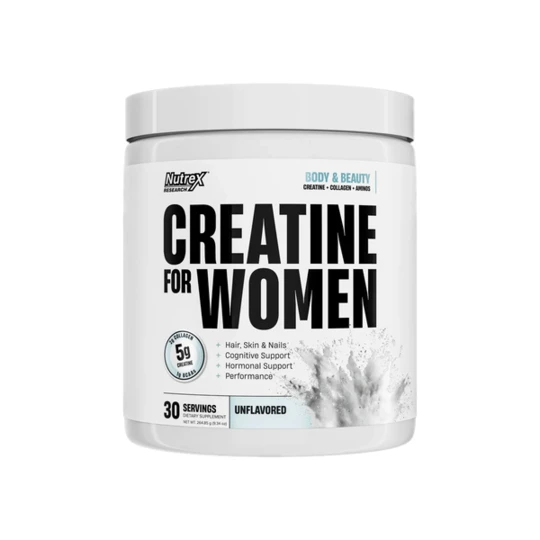 Nutrex
RESEARCH
BODY & BEAUTY
CREATINE + COLLAGEN + AMINOS
CREATINE
FOR WOMEN
5g
CREATINE
+ Hair, Skin & Nails
+ Cognitive Support
+ Hormonal Support
+ Performance
30 SERVINGS
DIETARY SUPPLEMENT
UNFLAVORED